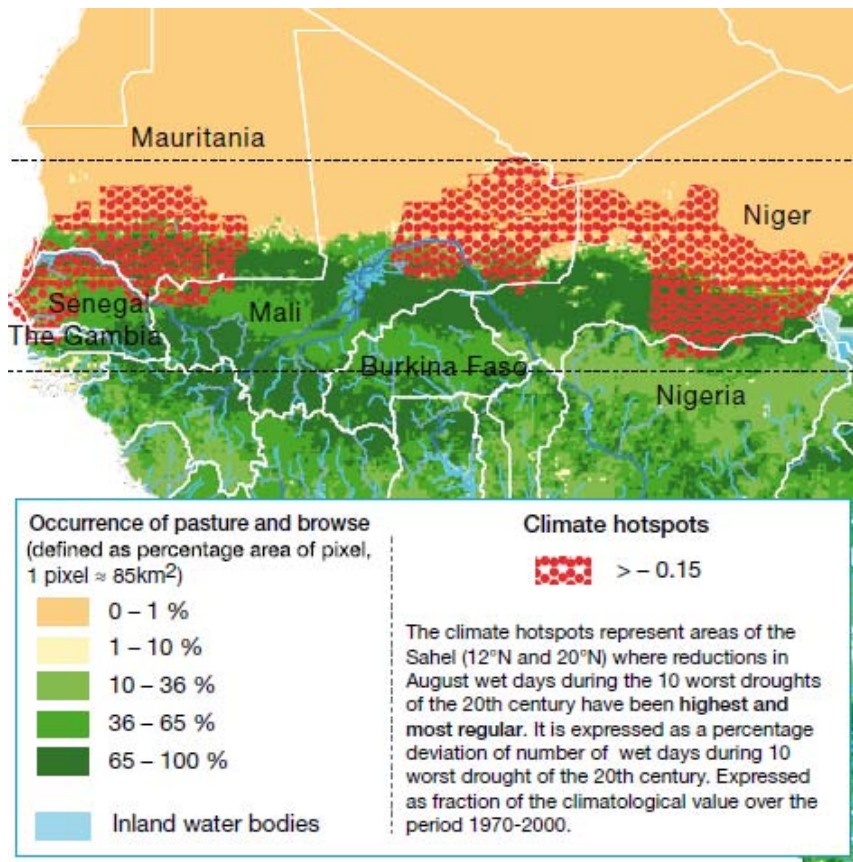 Mauritania
Niger
Senegal
Mali
The Gambia
Burkina Faso
Nigeria
Occurrence of pasture and browse
(defined as percentage area of pixel,
1 pixel ≈ 85km²)
0 – 1 %
1 – 10 %
10 – 36 %
36 – 65 %
65 – 100 %
Inland water bodies
Climate hotspots
> – 0.15
The climate hotspots represent areas of the
Sahel (12°N and 20°N) where reductions in
August wet days during the 10 worst droughts
of the 20th century have been highest and
most regular. It is expressed as a percentage
deviation of number of wet days during 10
worst drought of the 20th century. Expressed
as fraction of the climatological value over the
period 1970-2000.